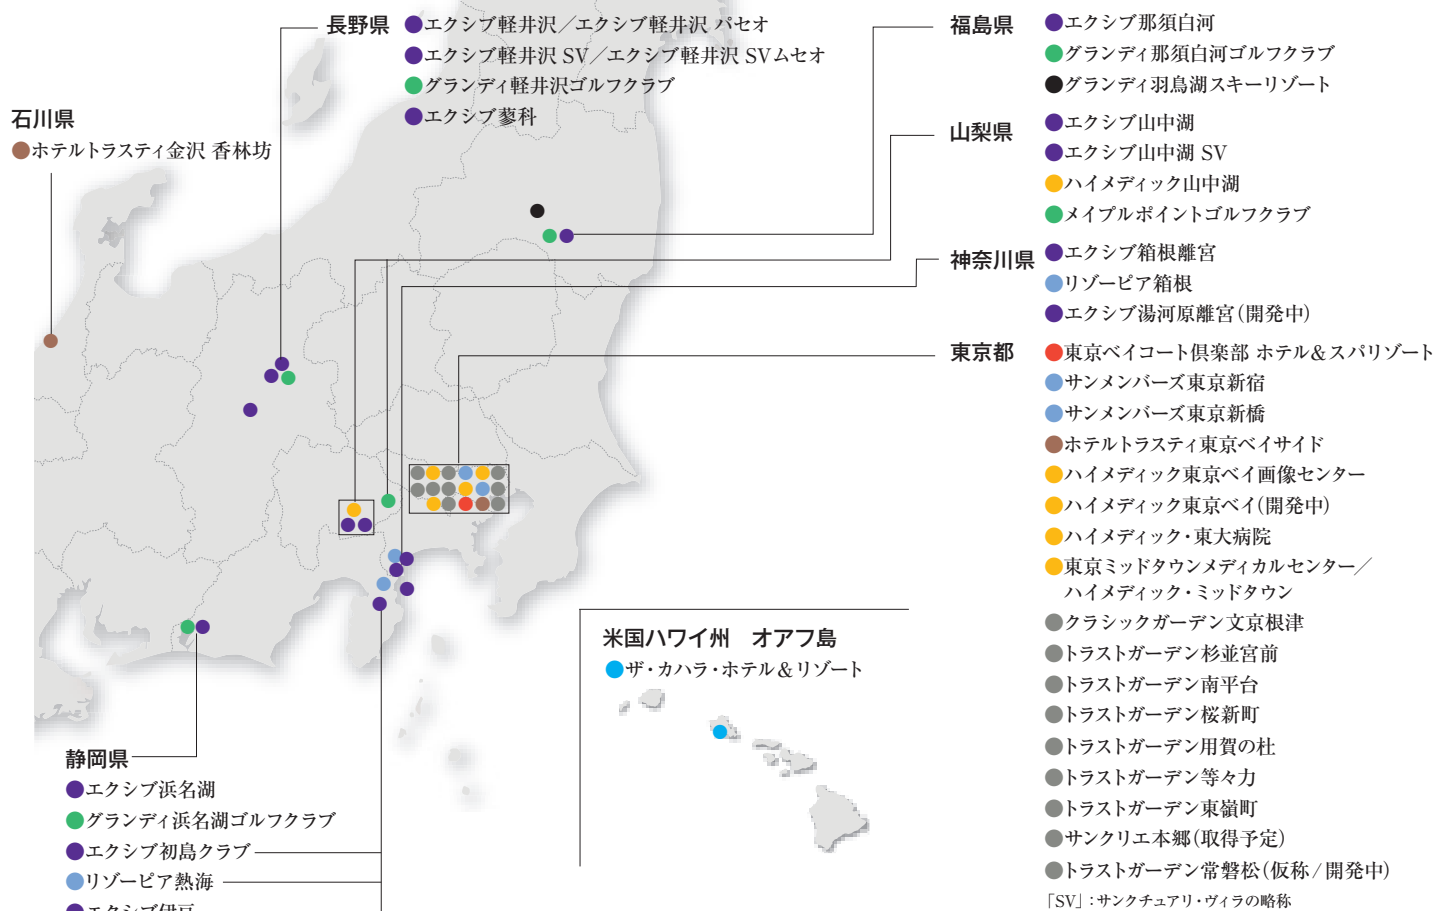 長野県
●エクシブ軽井沢／エクシブ軽井沢 パセオ
●エクシブ軽井沢 SV／エクシブ軽井沢 SVムセオ
●グランディ軽井沢ゴルフクラブ
●エクシブ蓼科
石川県
●ホテルトラスティ金沢 香林坊
福島県
●エクシブ那須白河
●グランディ那須白河ゴルフクラブ
●グランディ羽鳥湖スキーリゾート
山梨県
●エクシブ山中湖
●エクシブ山中湖 SV
●ハイメディック山中湖
●メイプルポイントゴルフクラブ
神奈川県
●エクシブ箱根離宮
●リゾーピア箱根
●エクシブ湯河原離宮(開発中)
東京都
●東京ベイコート倶楽部 ホテル&スパリゾート
●サンメンバーズ東京新宿
●サンメンバーズ東京新橋
●ホテルトラスティ東京ベイサイド
●ハイメディック東京ベイ画像センター
●ハイメディック東京ベイ(開発中)
●ハイメディック・東大病院
●東京ミッドタウンメディカルセンター／
ハイメディック・ミッドタウン
●クラシックガーデン文京根津
●トラストガーデン杉並宮前
●トラストガーデン南平台
●トラストガーデン桜新町
●トラストガーデン用賀の杜
●トラストガーデン等々力
●トラストガーデン東嶺町
●サンクリエ本郷(取得予定)
●トラストガーデン常磐松(仮称/開発中)
「SV」:サンクチュアリ・ヴィラの略称
米国ハワイ州　オアフ島
●ザ・カハラ・ホテル&リゾート
静岡県
●エクシブ浜名湖
●グランディ浜名湖ゴルフクラブ
●エクシブ初島クラブ
●リゾーピア熱海
●エクシブ伊豆